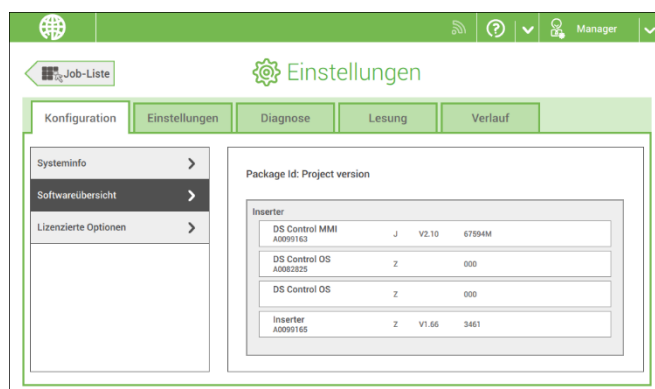 Manager
Job-Liste
Einstellungen
Konfiguration
Einstellungen
Diagnose
Lesung
Verlauf
Systeminfo
Softwareübersicht
Lizenzierte Optionen
Package Id: Project version
Inserter
DS Control MMI J V2.10 67594M
A0099163
DS Control OS Z 000
A0082825
DS Control OS Z 000
Inserter Z V1.66 3461
A0099165